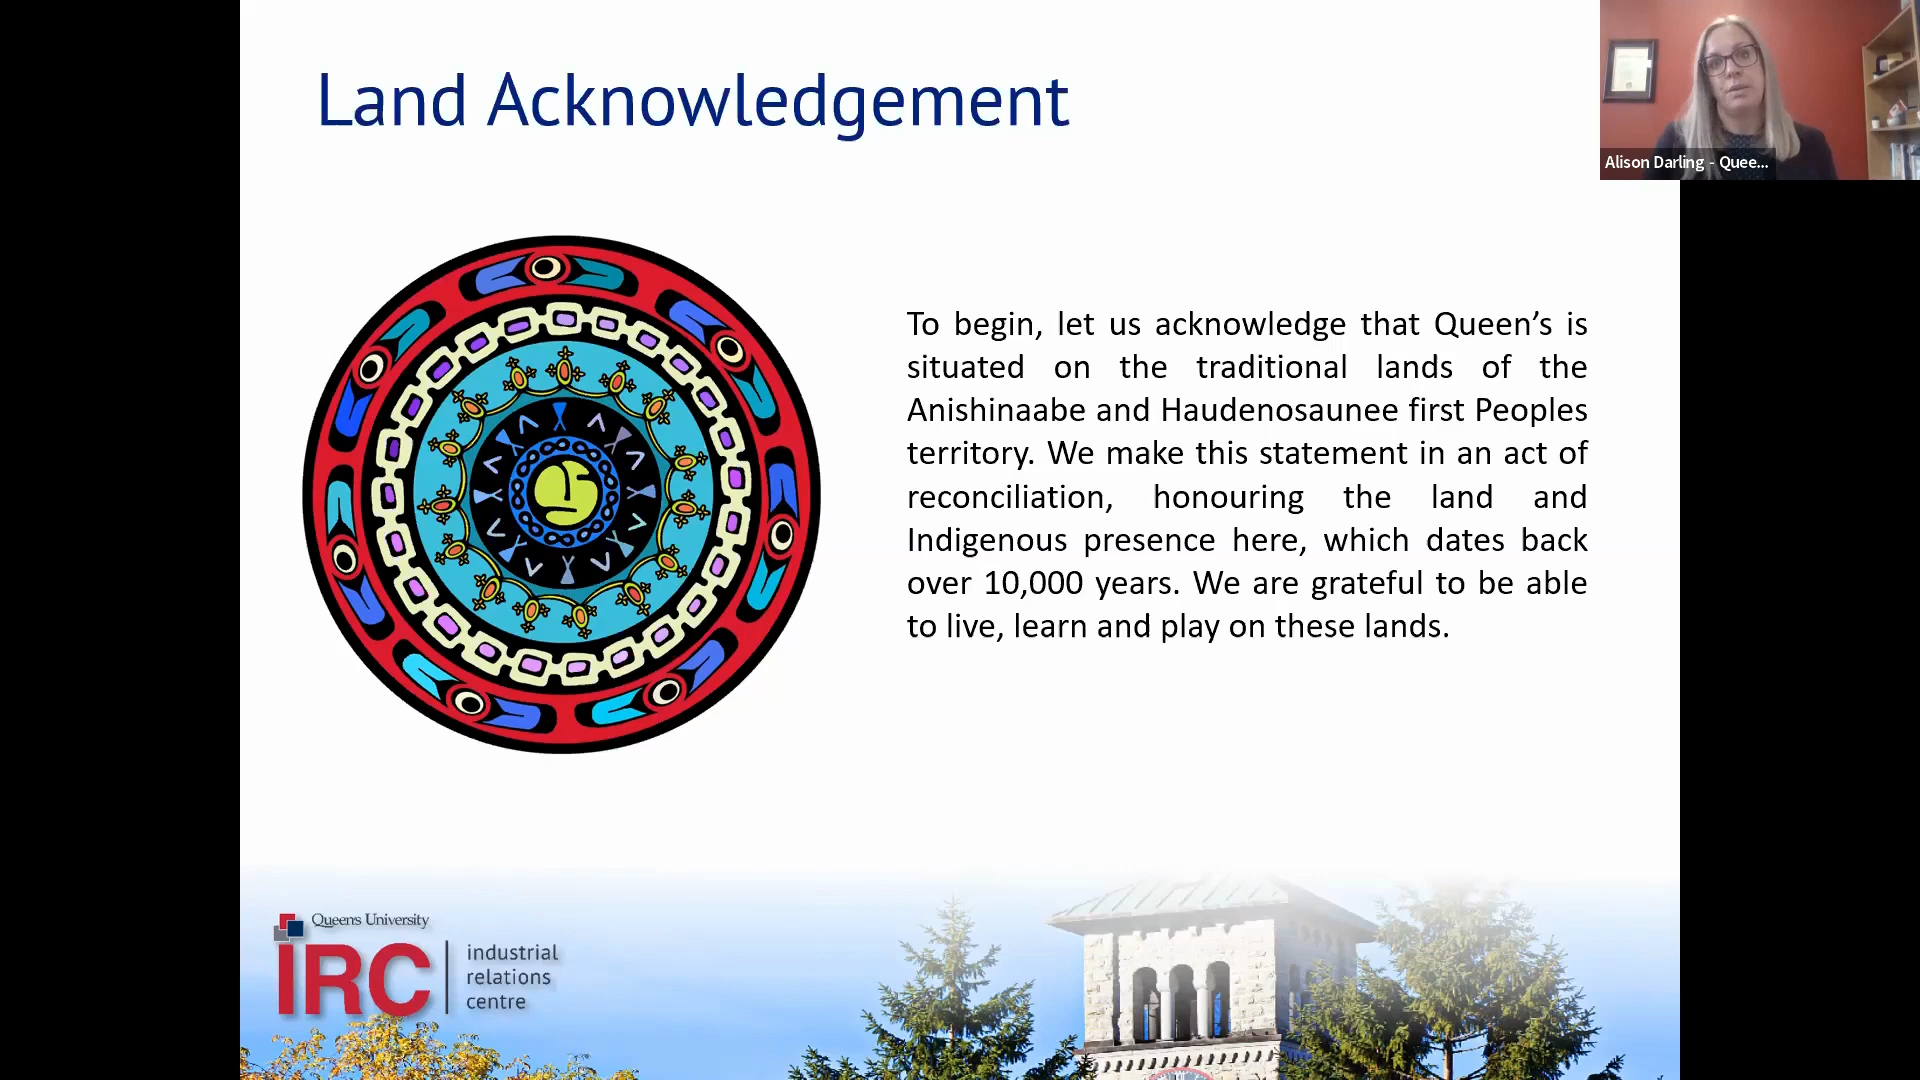 Land Acknowledgement
Alison Darling - Quee...
To begin, let us acknowledge that Queen’s is
situated on the traditional lands of the
Anishinaabe and Haudenosaunee first Peoples
territory. We make this statement in an act of
reconciliation, honouring the land and
Indigenous presence here, which dates back
over 10,000 years. We are grateful to be able
to live, learn and play on these lands.
Queens University
IRC
industrial
relations
centre